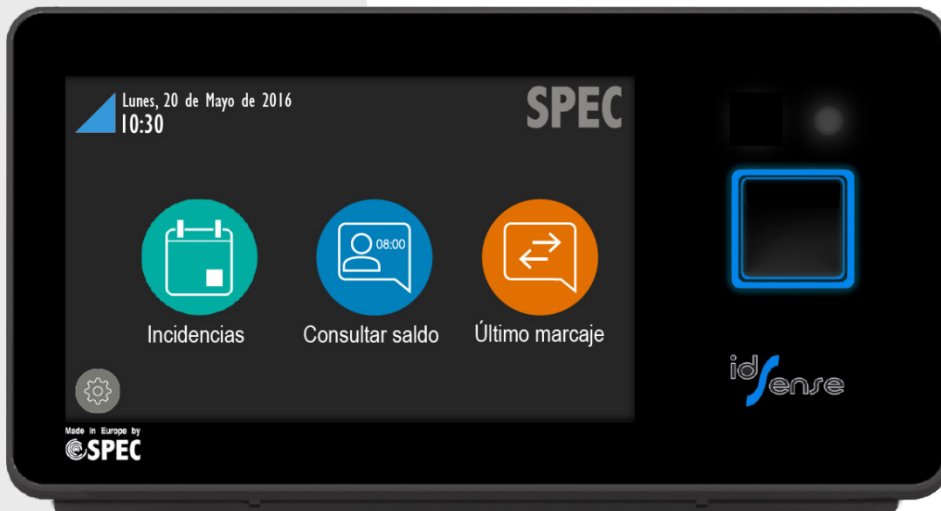 Lunes, 20 de Mayo de 2016
10:30
SPEC
08:00
Incidencias
Consultar saldo
Último marcaje
idSense
Made in Europe by
SPEC